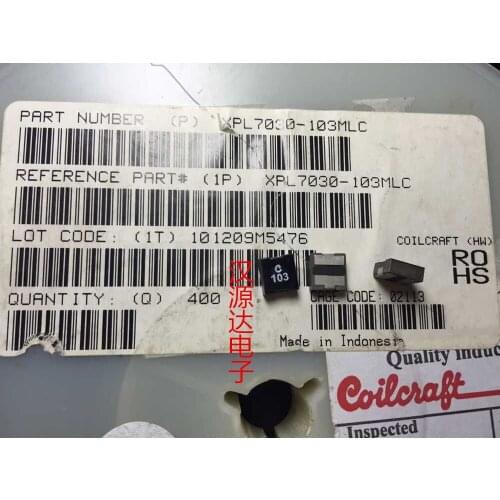 PART NUMBER (P) XPL7030-103MLC
REFERENCE PART# (1P) XPL7030-103MLC
LOT CODE: (1T) 101209M5476
COILCRAFT (HW)
RO
HS
C
103
QUANTITY: (Q) 400
CAGE CODE: 02113
Made in Indonesia
汉源达电子
Quality Induc
Coilcraft
Inspected